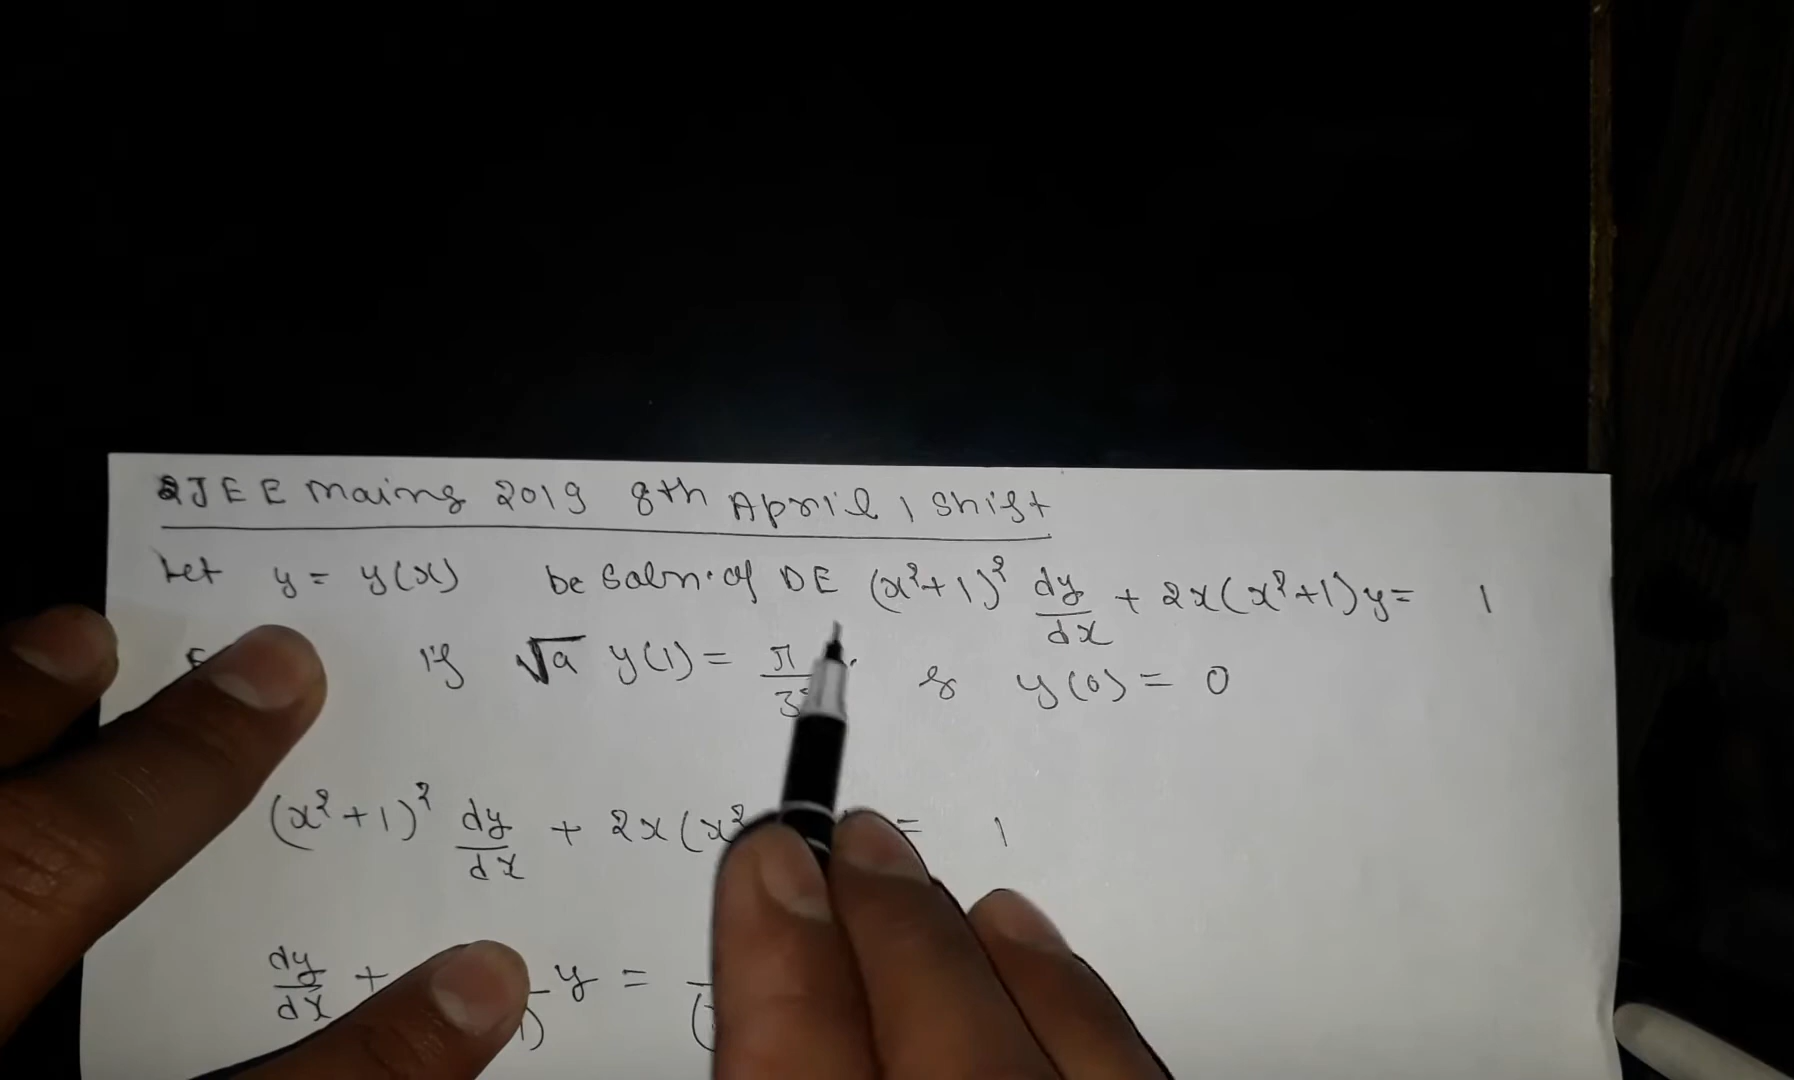 JEE mains 2019 8th April 1 Shift
Let y = y(x) be Soln. of DE (x²+1)² dy/dx + 2x(x²+1)y = 1
if √a y(1) = π/3 & y(0) = 0
(x²+1)² dy/dx + 2x(x² = 1
dy/dx + y =